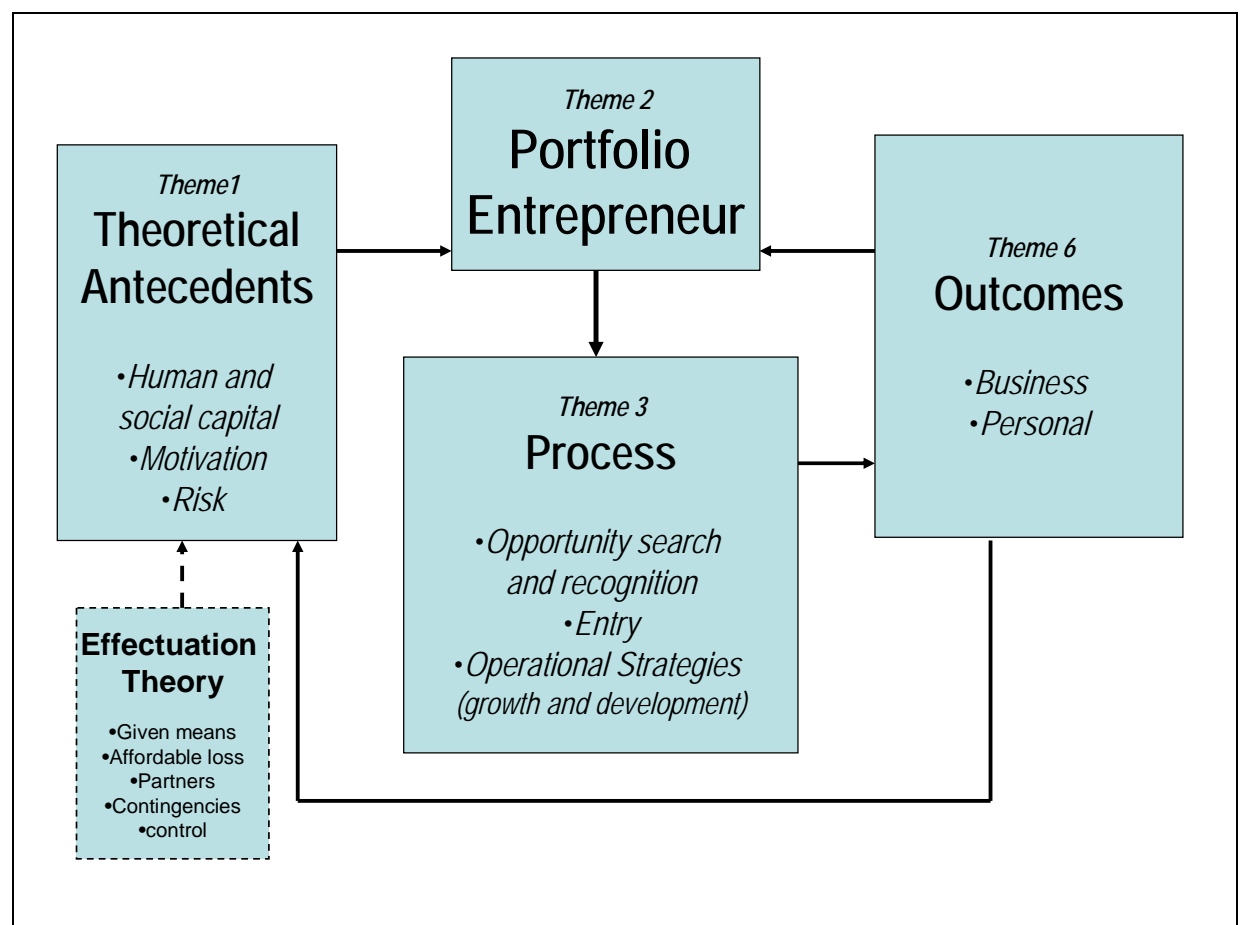 Theme1
Theoretical
Antecedents
•Human and
social capital
•Motivation
•Risk
Theme 2
Portfolio
Entrepreneur
Theme 3
Process
•Opportunity search
and recognition
•Entry
•Operational Strategies
(growth and development)
Theme 6
Outcomes
•Business
•Personal
Effectuation
Theory
•Given means
•Affordable loss
•Partners
•Contingencies
•control